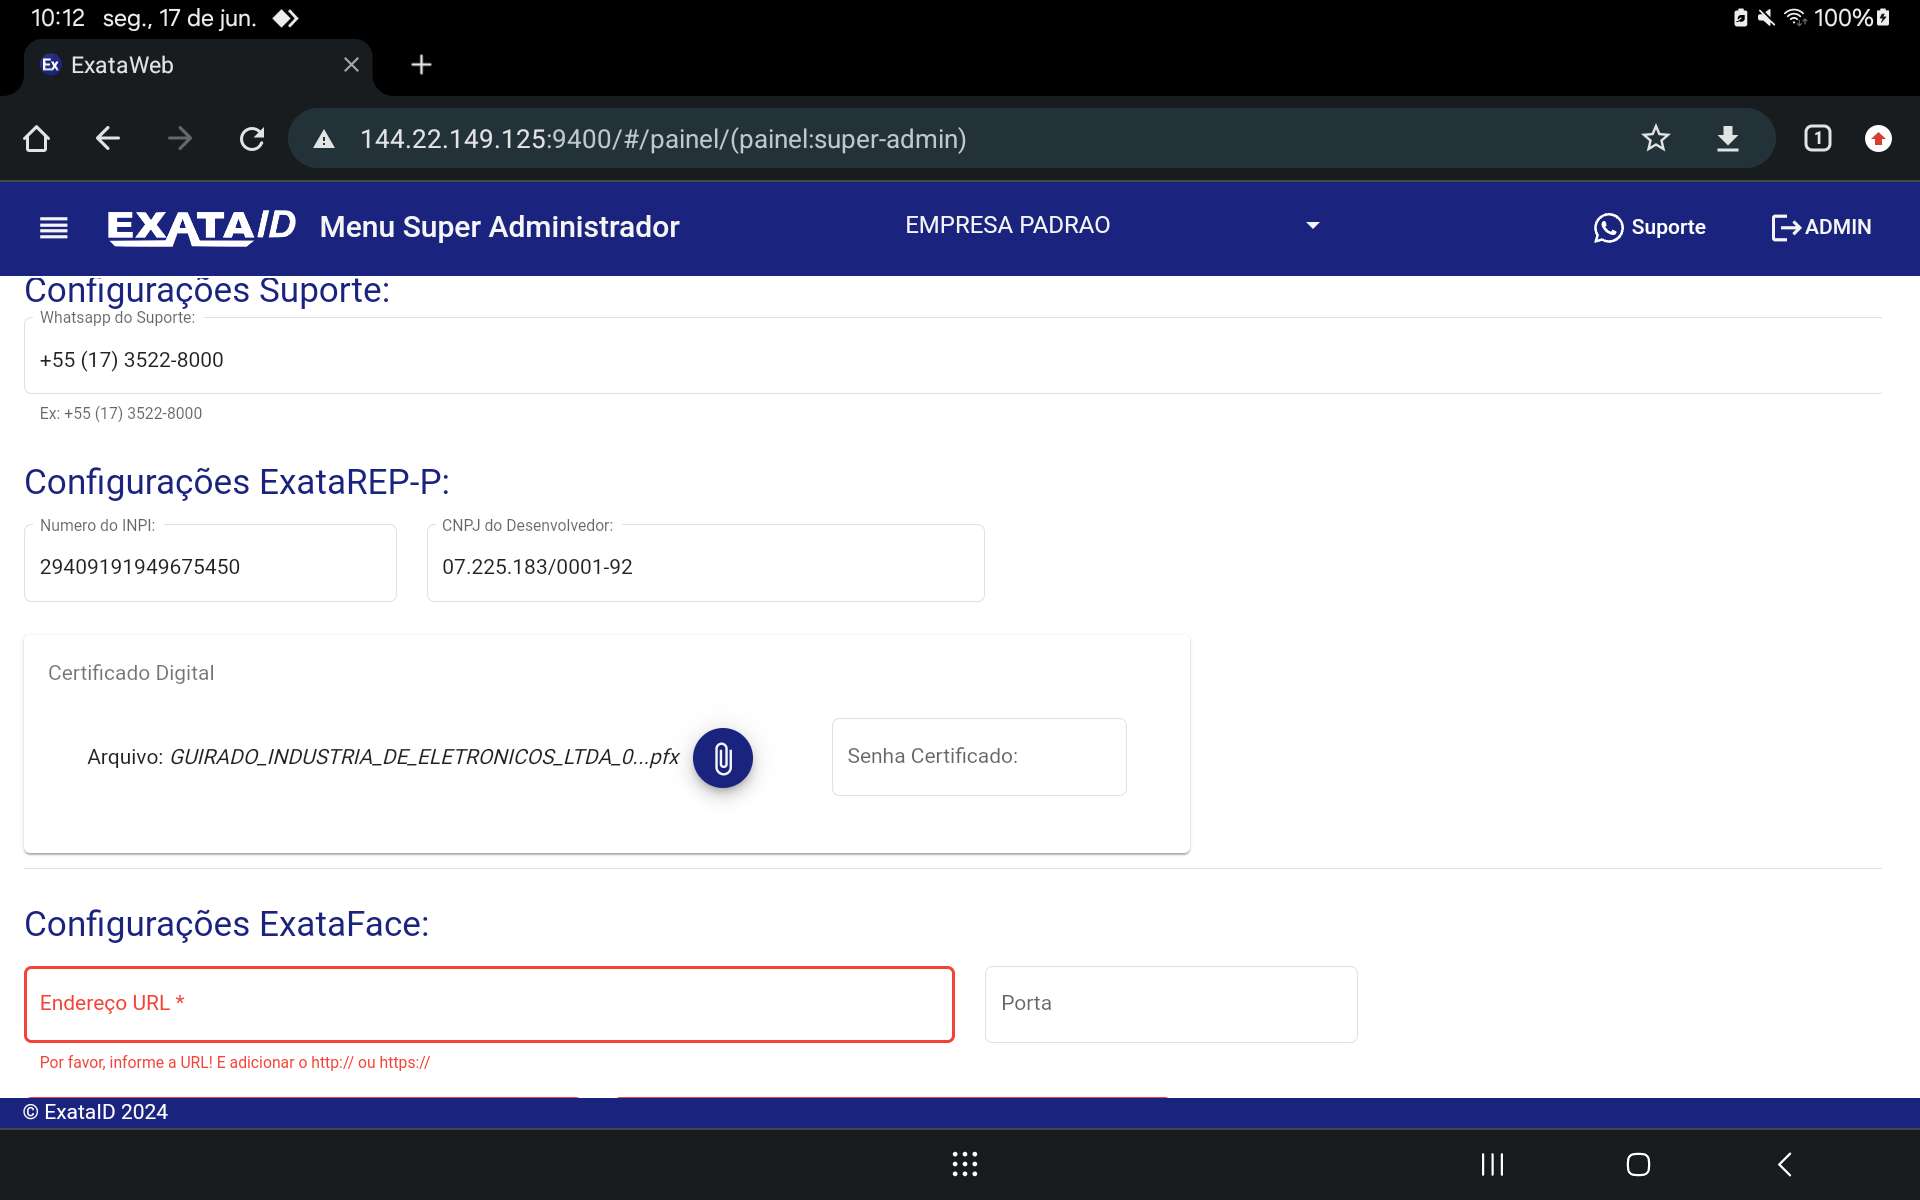 10:12 seg., 17 de jun. 100%
Ex ExataWeb
144.22.149.125:9400/#/painel/(painel:super-admin) 1
EXATAID Menu Super Administrador EMPRESA PADRAO Suporte ADMIN
Configurações Suporte:
Whatsapp do Suporte:
+55 (17) 3522-8000
Ex: +55 (17) 3522-8000
Configurações ExataREP-P:
Numero do INPI: CNPJ do Desenvolvedor:
29409191949675450 07.225.183/0001-92
Certificado Digital
Arquivo: GUIRADO_INDUSTRIA_DE_ELETRONICOS_LTDA_0...pfx Senha Certificado:
Configurações ExataFace:
Endereço URL * Porta
Por favor, informe a URL! E adicionar o http:// ou https://
© ExataID 2024